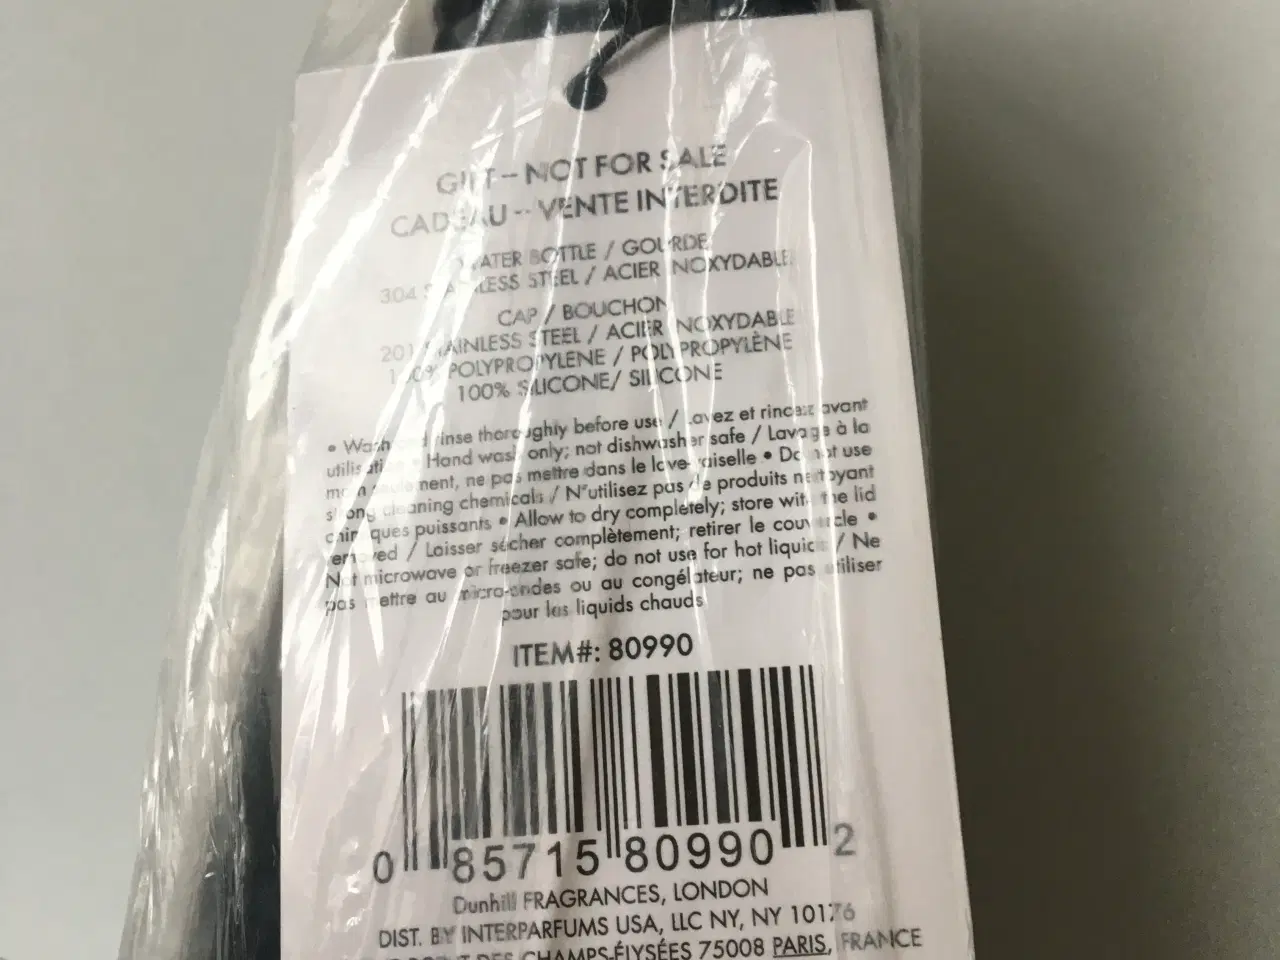 GIFT – NOT FOR SALE
CADEAU – VENTE INTERDITE
WATER BOTTLE / GOURDE
304 STAINLESS STEEL / ACIER INOXYDABLE
CAP / BOUCHON
201 STAINLESS STEEL / ACIER INOXYDABLE
100% POLYPROPYLENE / POLYPROPYLÈNE
100% SILICONE/ SILICONE
• Wash and rinse thoroughly before use / Lavez et rincez avant
utilisation • Hand wash only; not dishwasher safe / Lavage à la
main seulement, ne pas mettre dans le lave-vaiselle • Do not use
strong cleaning chemicals / N'utilisez pas de produits nettoyant
chimiques puissants • Allow to dry completely; store with the lid
removed / Laisser sécher complètement; retirer le couvercle •
Not microwave or freezer safe; do not use for hot liquids / Ne
pas mettre au micro-ondes ou au congélateur; ne pas utiliser
pour les liquids chauds
ITEM#: 80990
0 85715 80990 2
Dunhill FRAGRANCES, LONDON
DIST. BY INTERPARFUMS USA, LLC NY, NY 10176
DES CHAMPS-ÉLYSÉES 75008 PARIS, FRANCE